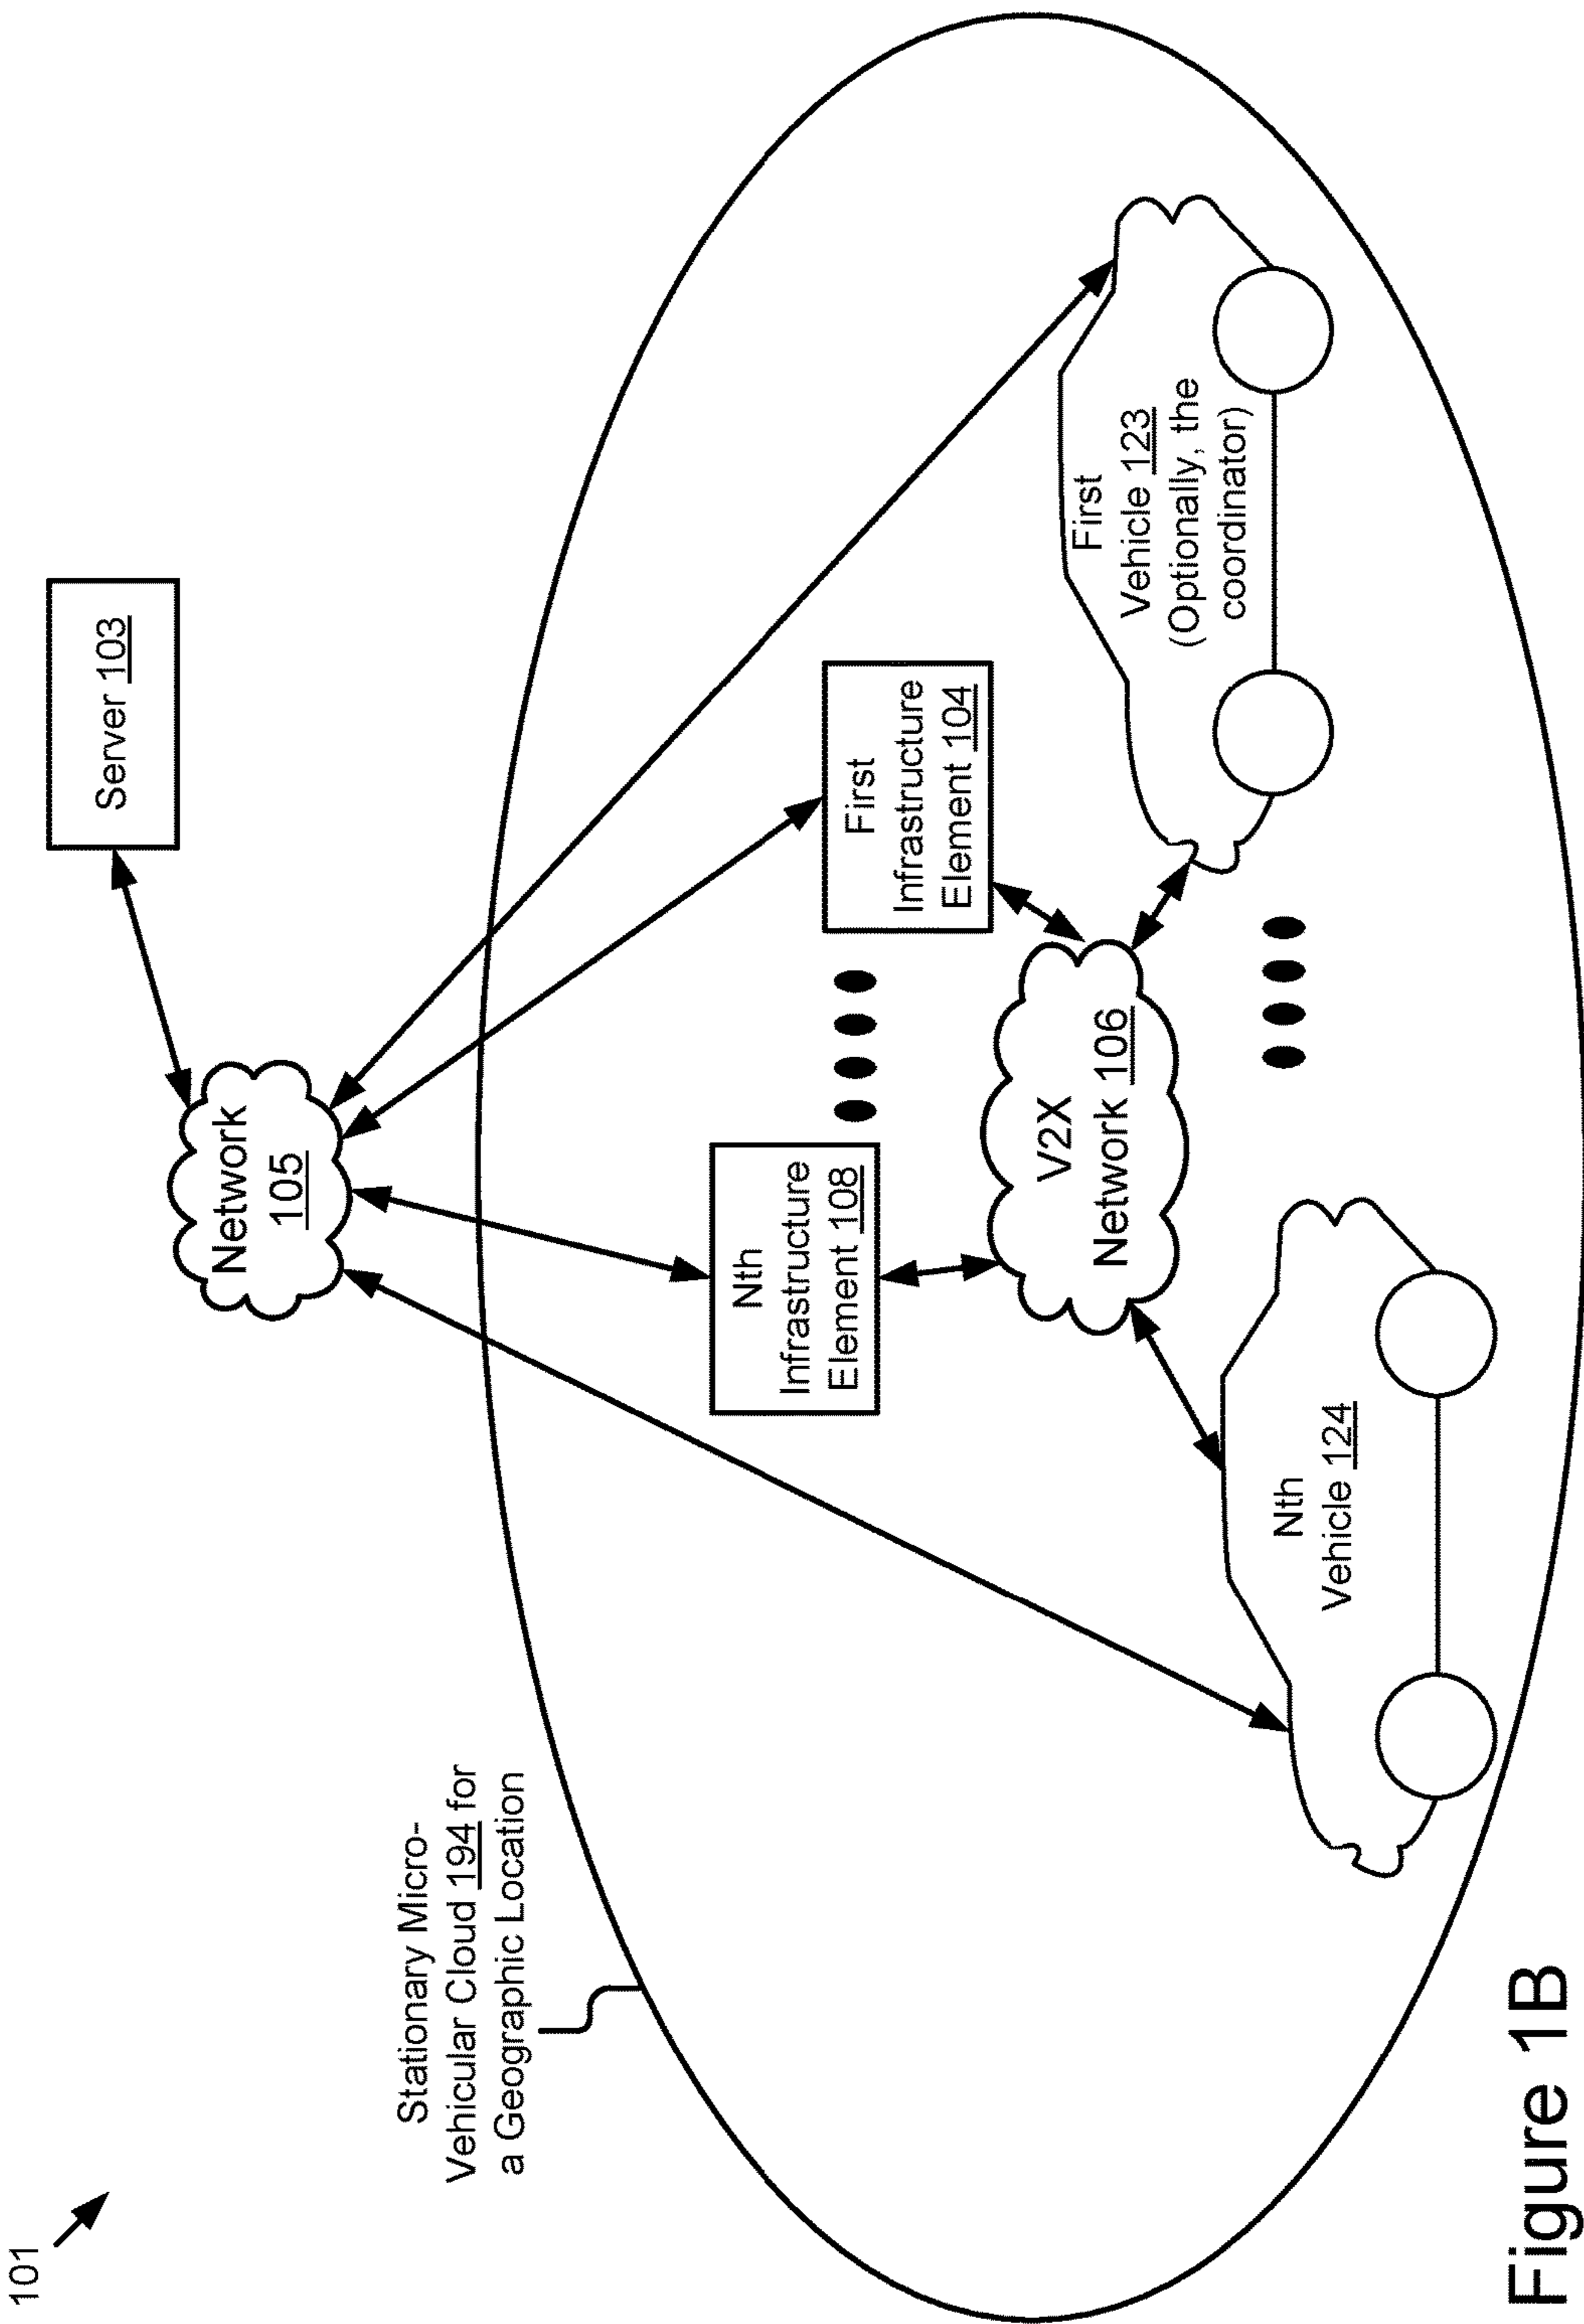 101
Stationary Micro-
Vehicular Cloud 194 for
a Geographic Location
Server 103
Network
105
Nth
Infrastructure
Element 108
First
Infrastructure
Element 104
V2X
Network 106
Nth
Vehicle 124
First
Vehicle 123
(Optionally, the
coordinator)
Figure 1B